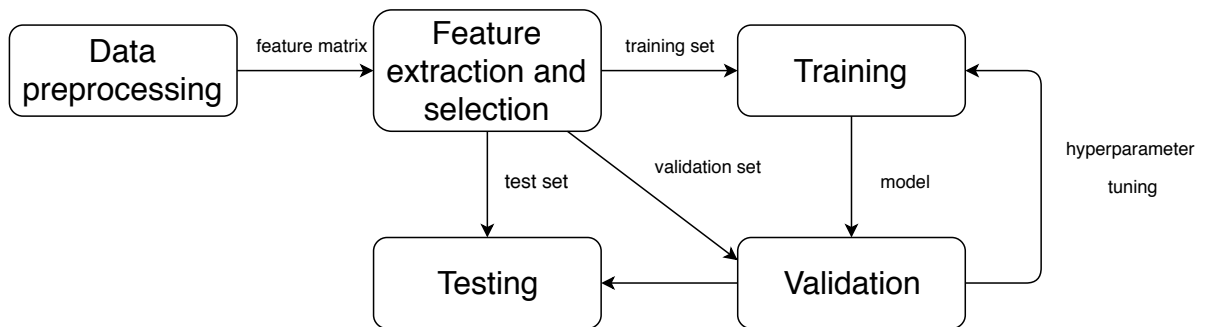 Data
preprocessing
feature matrix
Feature
extraction and
selection
training set
Training
hyperparameter
tuning
test set
validation set
model
Testing
Validation